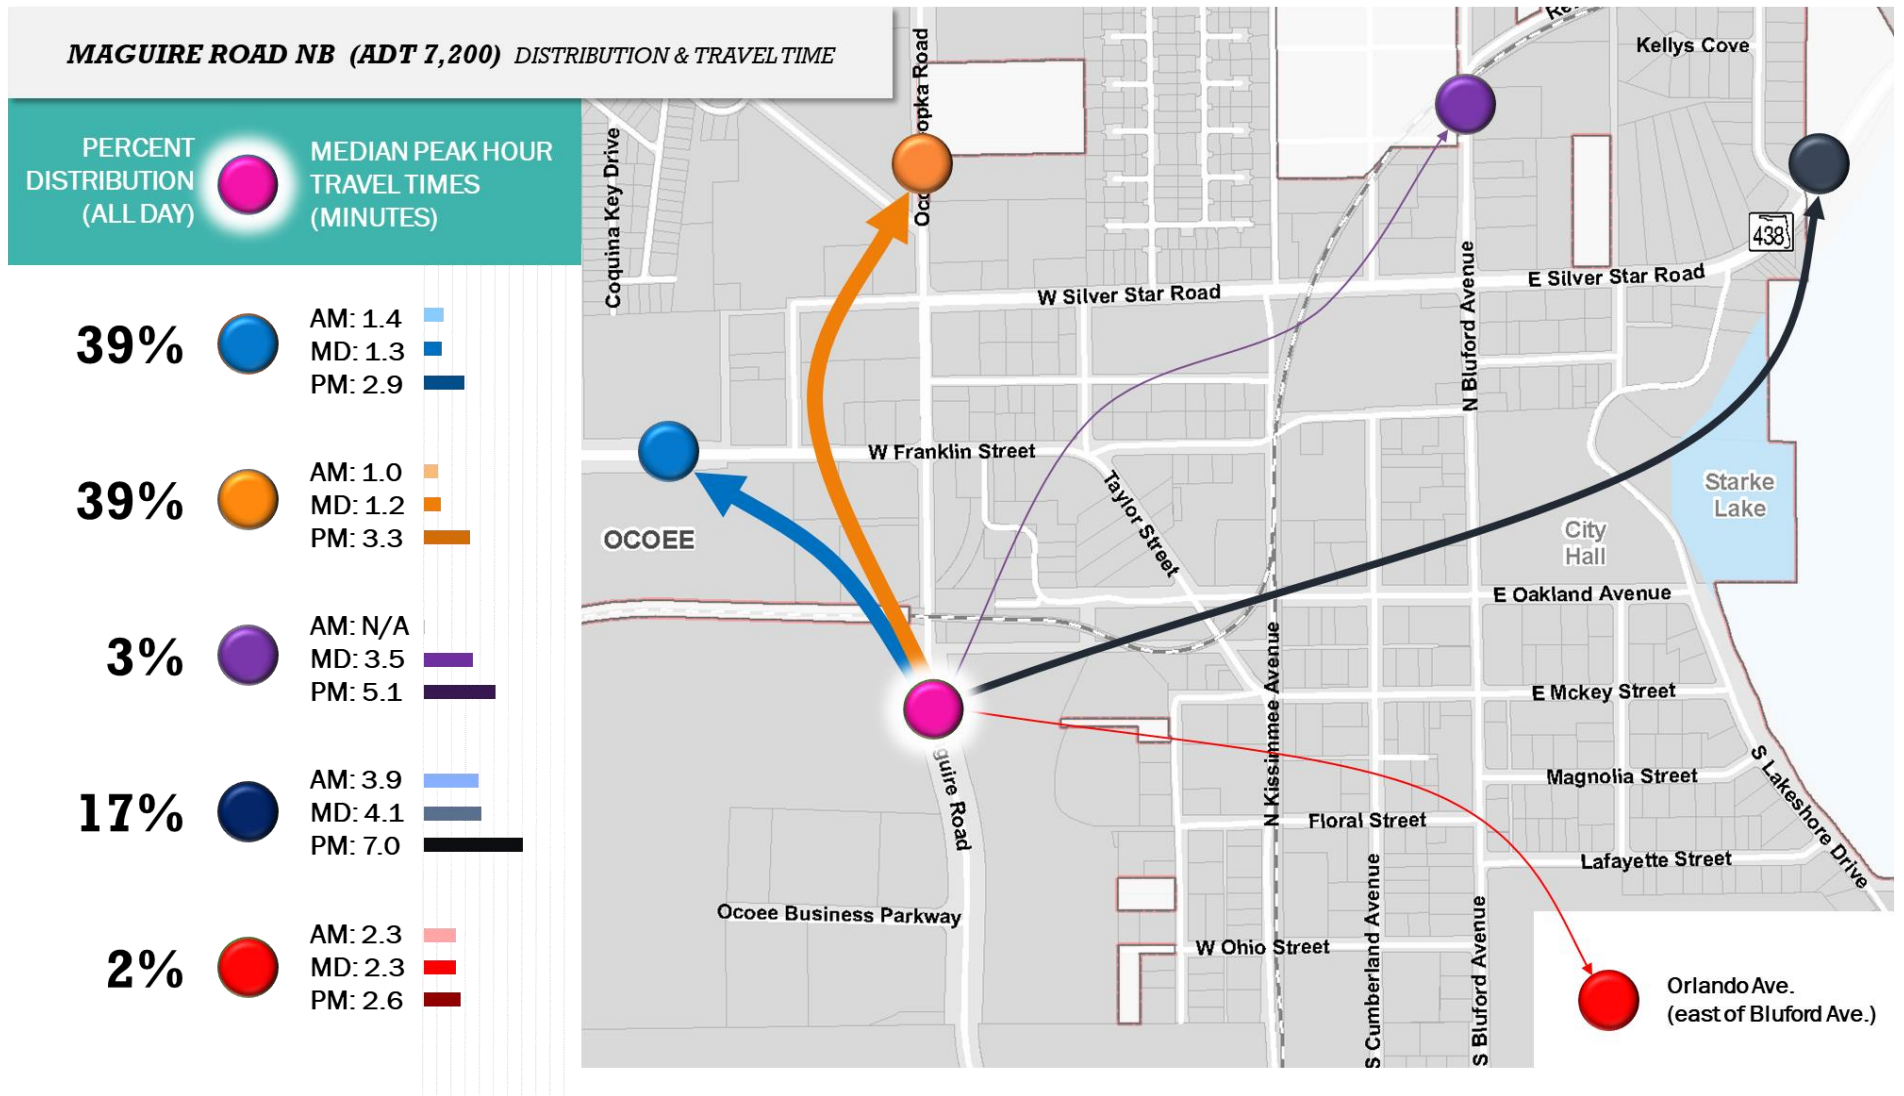 MAGUIRE ROAD NB (ADT 7,200) DISTRIBUTION & TRAVEL TIME
PERCENT
DISTRIBUTION
(ALL DAY)
MEDIAN PEAK HOUR
TRAVEL TIMES
(MINUTES)
39%
AM: 1.4
MD: 1.3
PM: 2.9
39%
AM: 1.0
MD: 1.2
PM: 3.3
3%
AM: N/A
MD: 3.5
PM: 5.1
17%
AM: 3.9
MD: 4.1
PM: 7.0
2%
AM: 2.3
MD: 2.3
PM: 2.6
Kellys Cove
Coquina Key Drive
opka Road
438
W Silver Star Road
E Silver Star Road
N Bluford Avenue
W Franklin Street
Taylor Street
OCOEE
Starke
Lake
City
Hall
E Oakland Avenue
N Kissimmee Avenue
E Mckey Street
guire Road
Magnolia Street
S Lakeshore Drive
Floral Street
Lafayette Street
Ocoee Business Parkway
W Ohio Street
S Cumberland Avenue
S Bluford Avenue
Orlando Ave.
(east of Bluford Ave.)